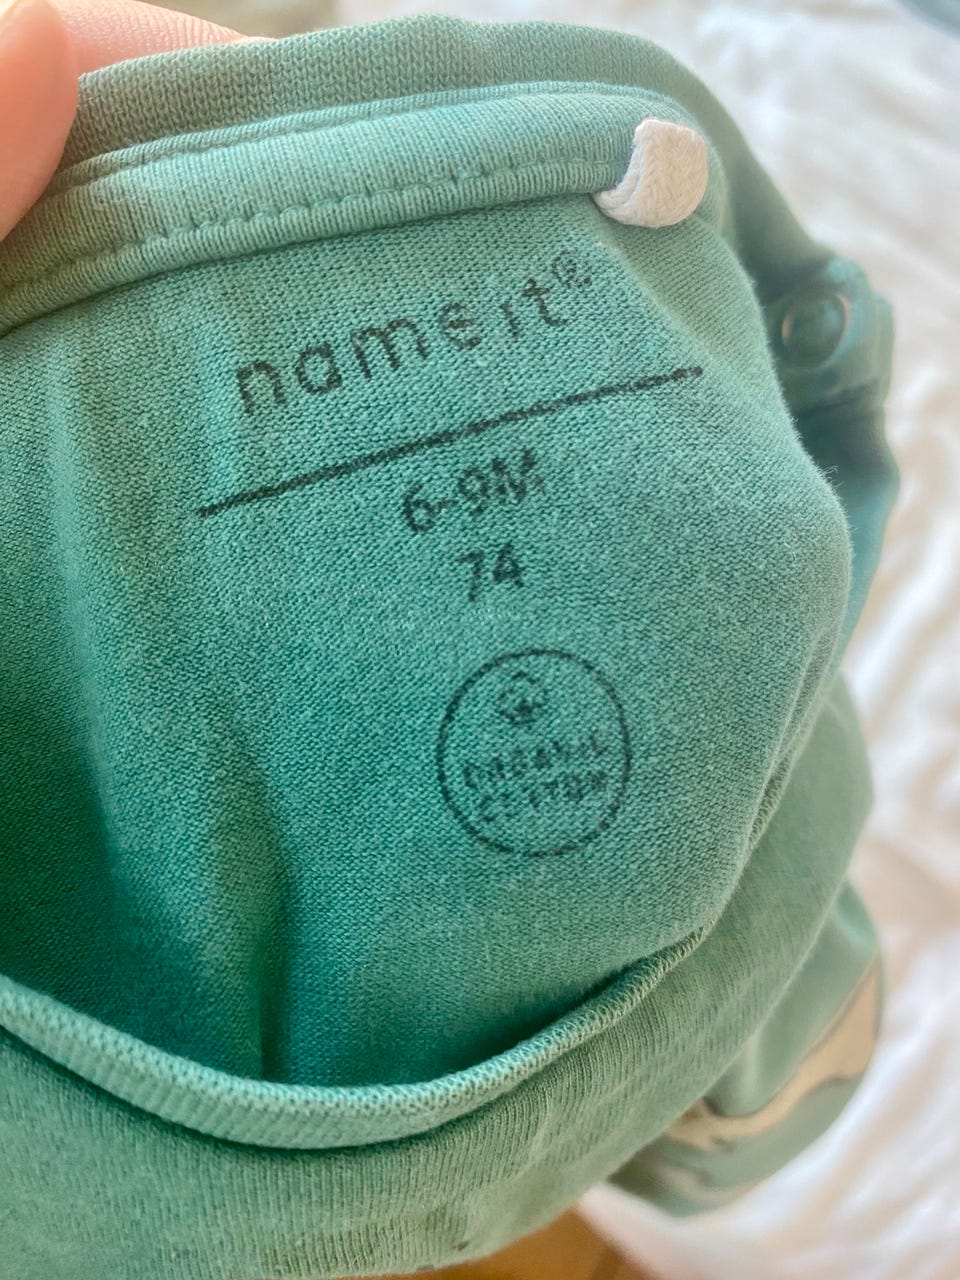 name it®
6-9M
74
ORGANIC
COTTON